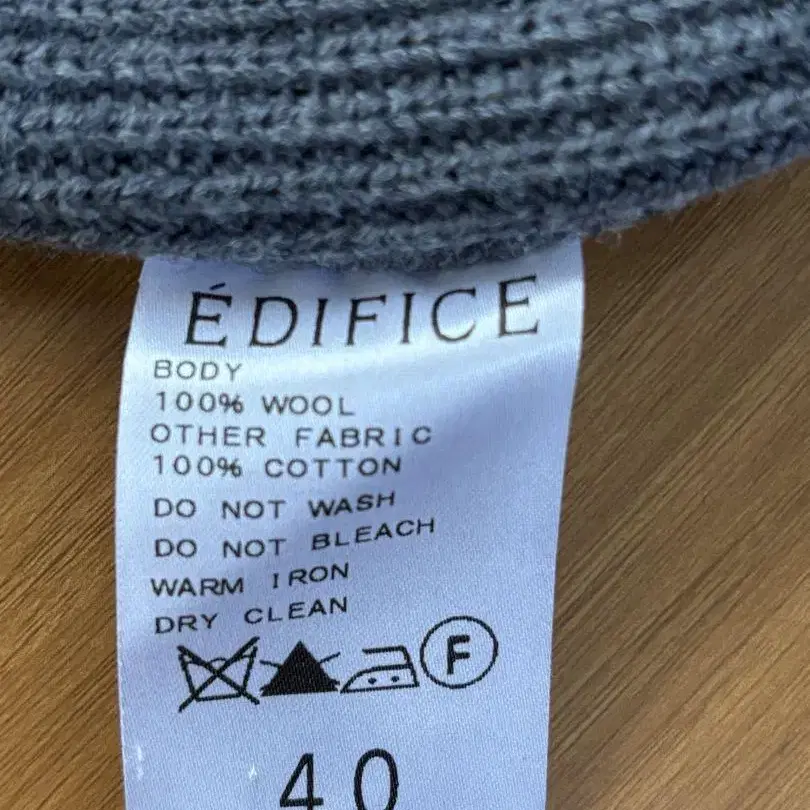 ÉDIFICE
BODY
100% WOOL
OTHER FABRIC
100% COTTON
DO NOT WASH
DO NOT BLEACH
WARM IRON
DRY CLEAN
F
40